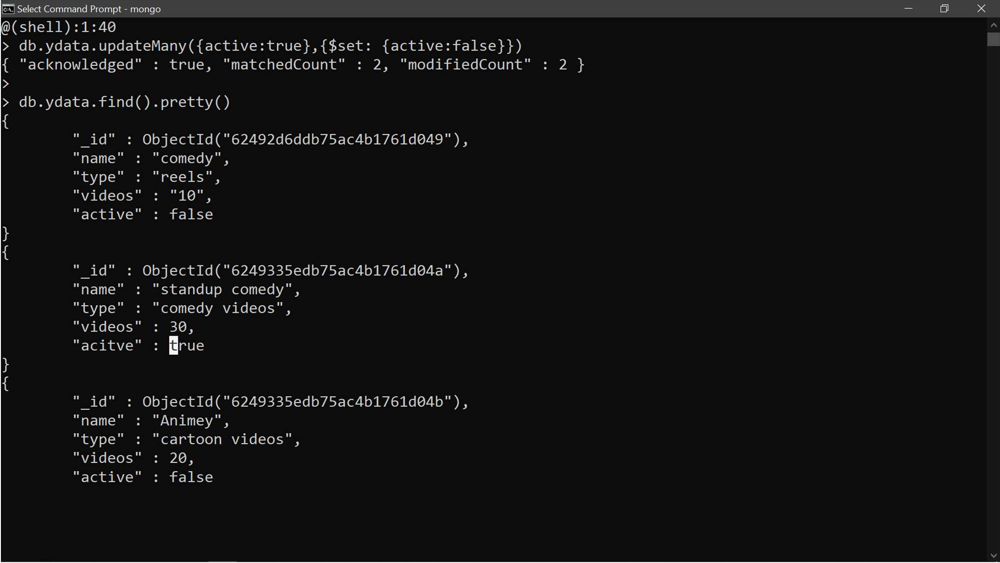 Select Command Prompt - mongo
@(shell):1:40
> db.ydata.updateMany({active:true},{$set: {active:false}})
{ "acknowledged" : true, "matchedCount" : 2, "modifiedCount" : 2 }
>
> db.ydata.find().pretty()
{
"_id" : ObjectId("62492d6ddb75ac4b1761d049"),
"name" : "comedy",
"type" : "reels",
"videos" : "10",
"active" : false
}
{
"_id" : ObjectId("6249335edb75ac4b1761d04a"),
"name" : "standup comedy",
"type" : "comedy videos",
"videos" : 30,
"acitve" : true
}
{
"_id" : ObjectId("6249335edb75ac4b1761d04b"),
"name" : "Animey",
"type" : "cartoon videos",
"videos" : 20,
"active" : false